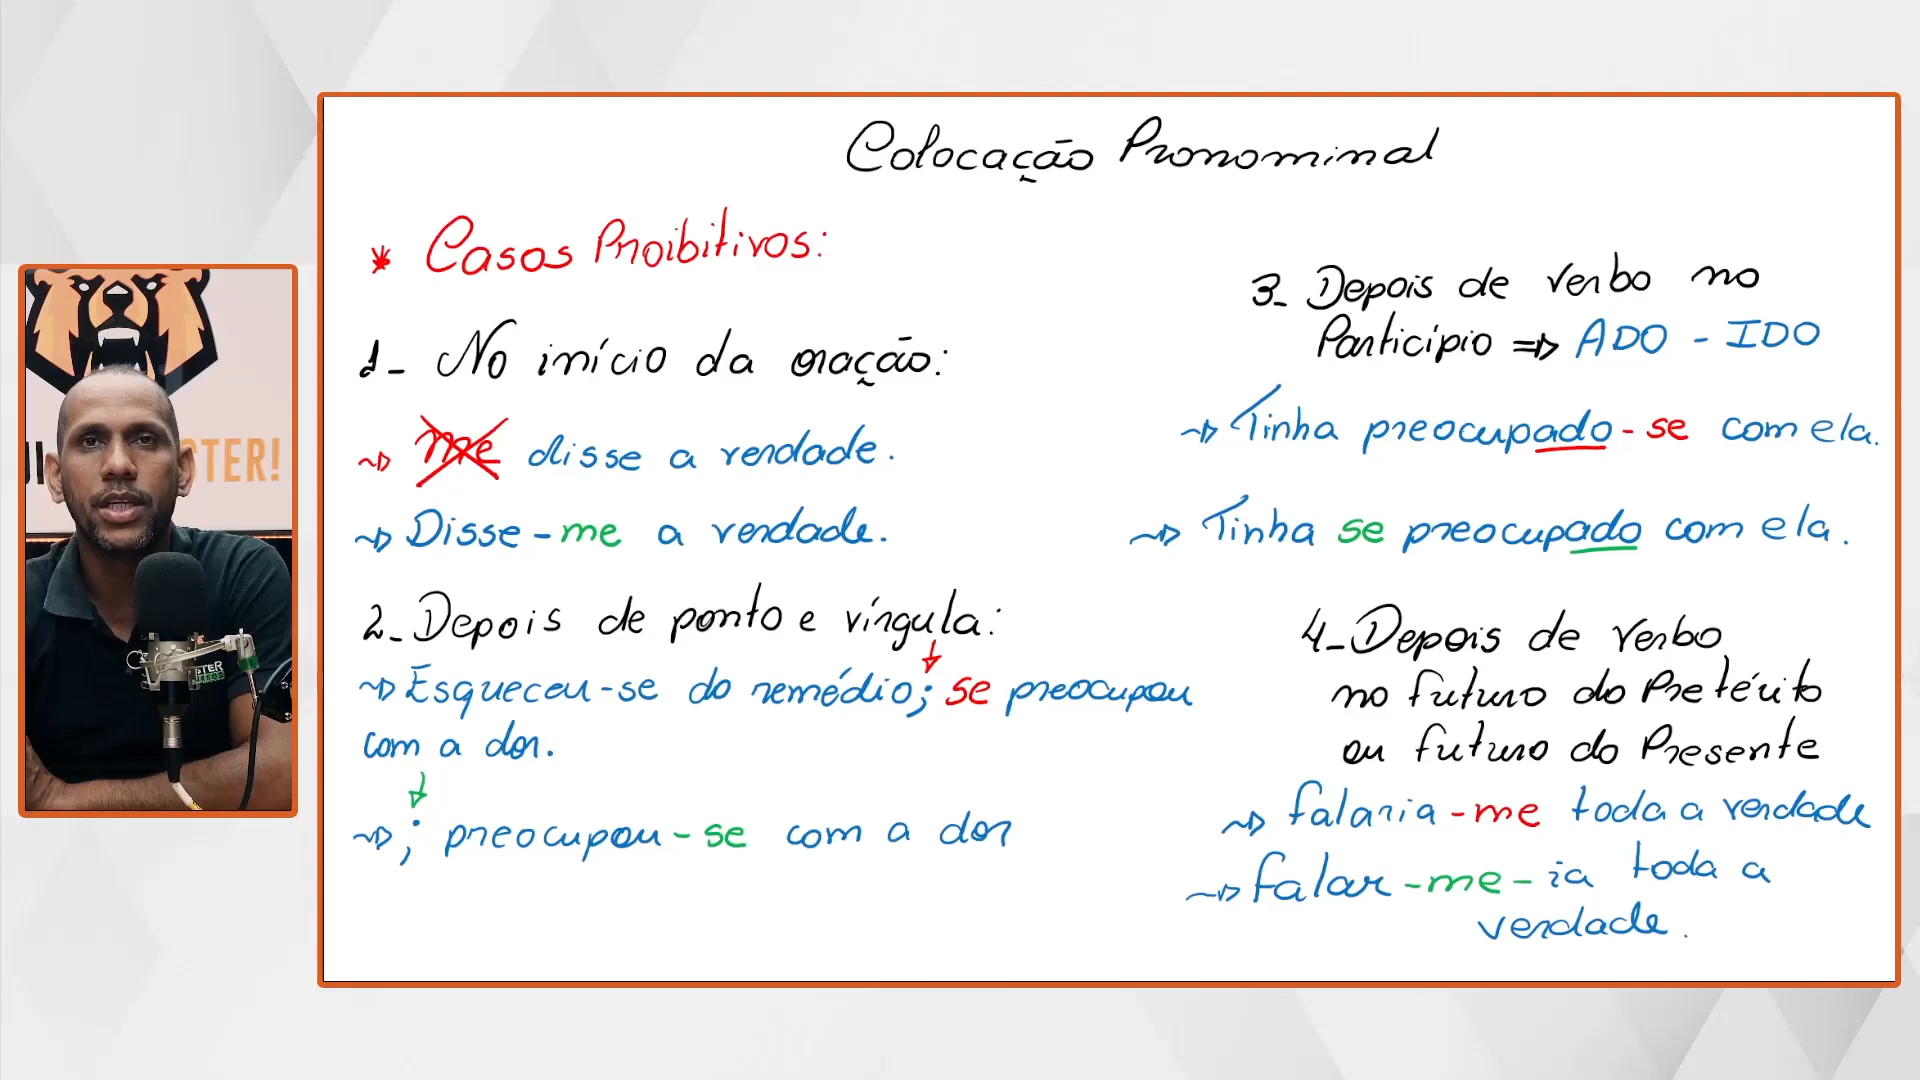 Colocação Pronominal
* Casos Proibitivos:
1- No início da oração:
me disse a verdade.
Disse-me a verdade.
2- Depois de ponto e vírgula:
Esqueceu-se do remédio; se preocupou
com a dor.
; preocupou-se com a dor
3- Depois de verbo no
Particípio => ADO - IDO
Tinha preocupado-se com ela.
Tinha se preocupado com ela.
4- Depois de verbo
no futuro do Pretérito
ou futuro do Presente
falaria-me toda a verdade
falar-me-ia toda a
verdade.
STER!